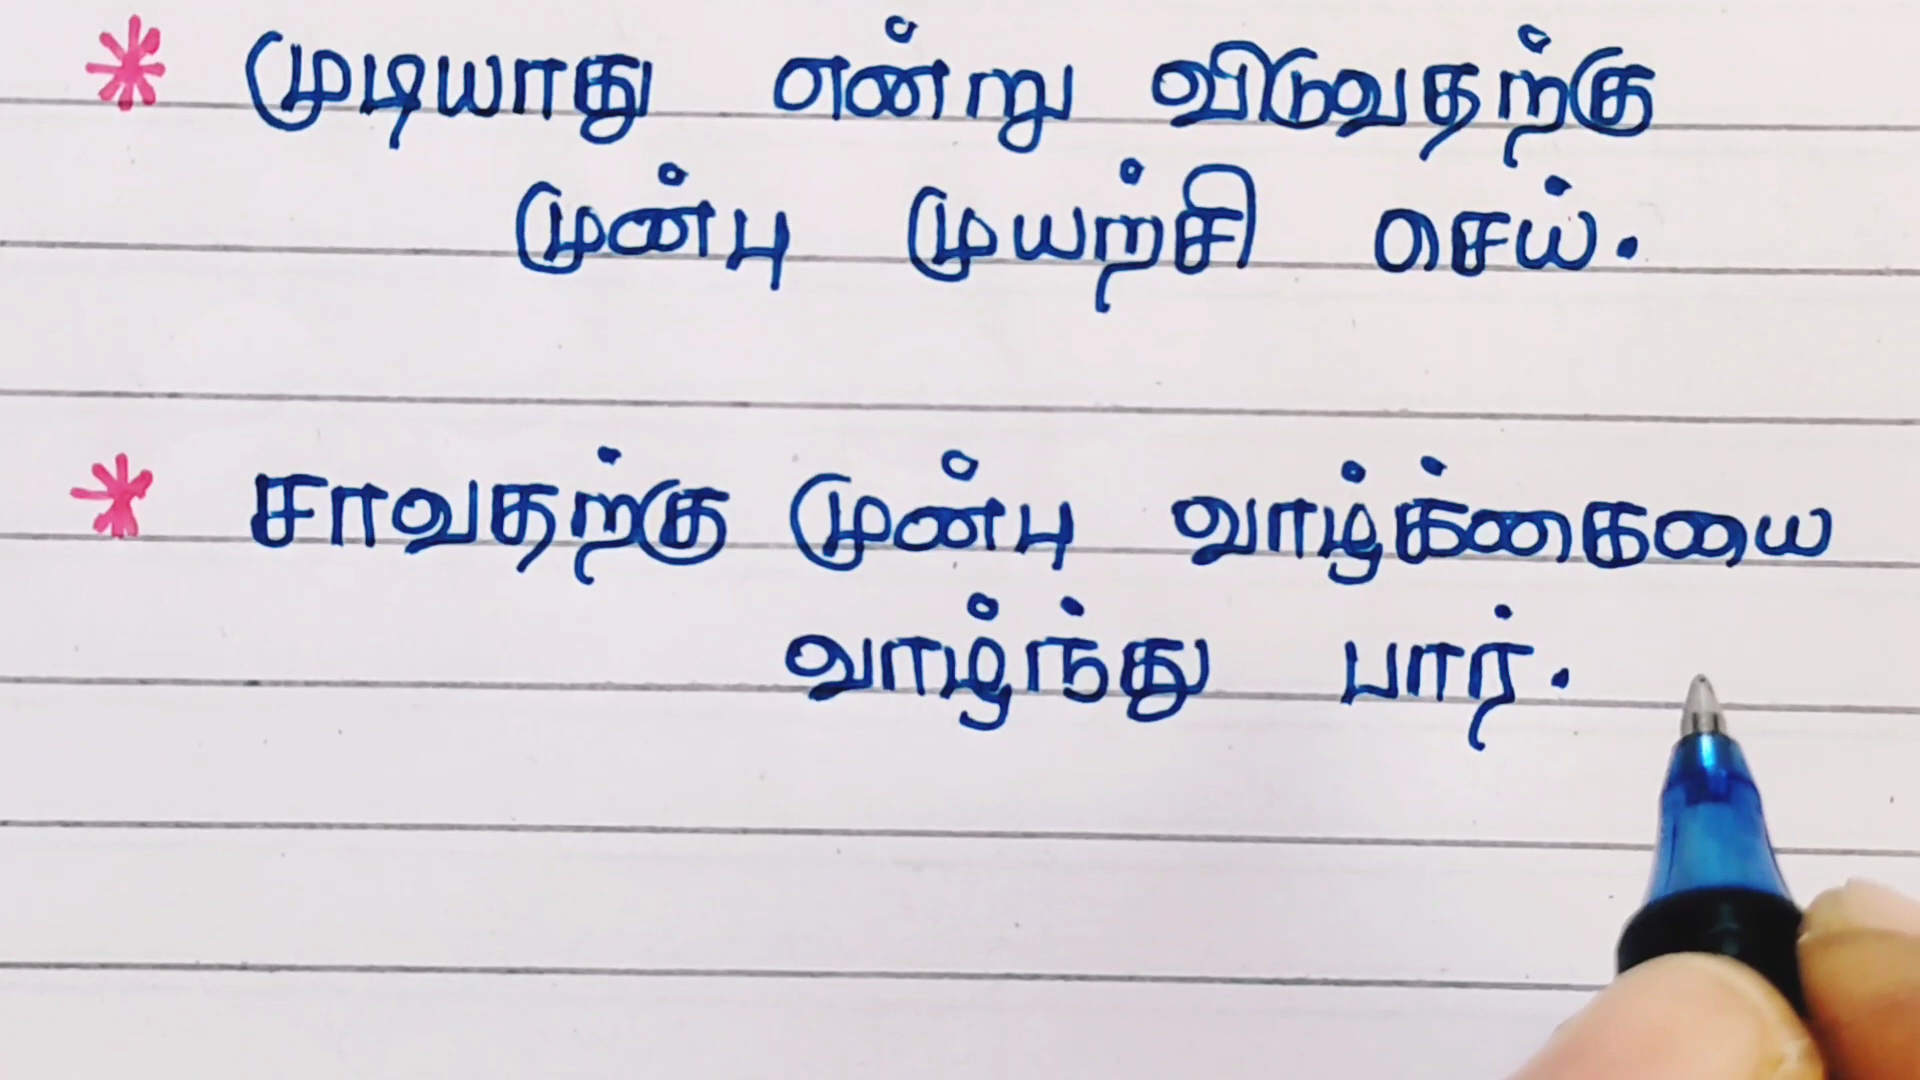 * முடியாது என்று விடுவதற்கு
முன்பு முயற்சி செய்.
* சாவதற்கு முன்பு வாழ்க்கையை
வாழ்ந்து பார்.